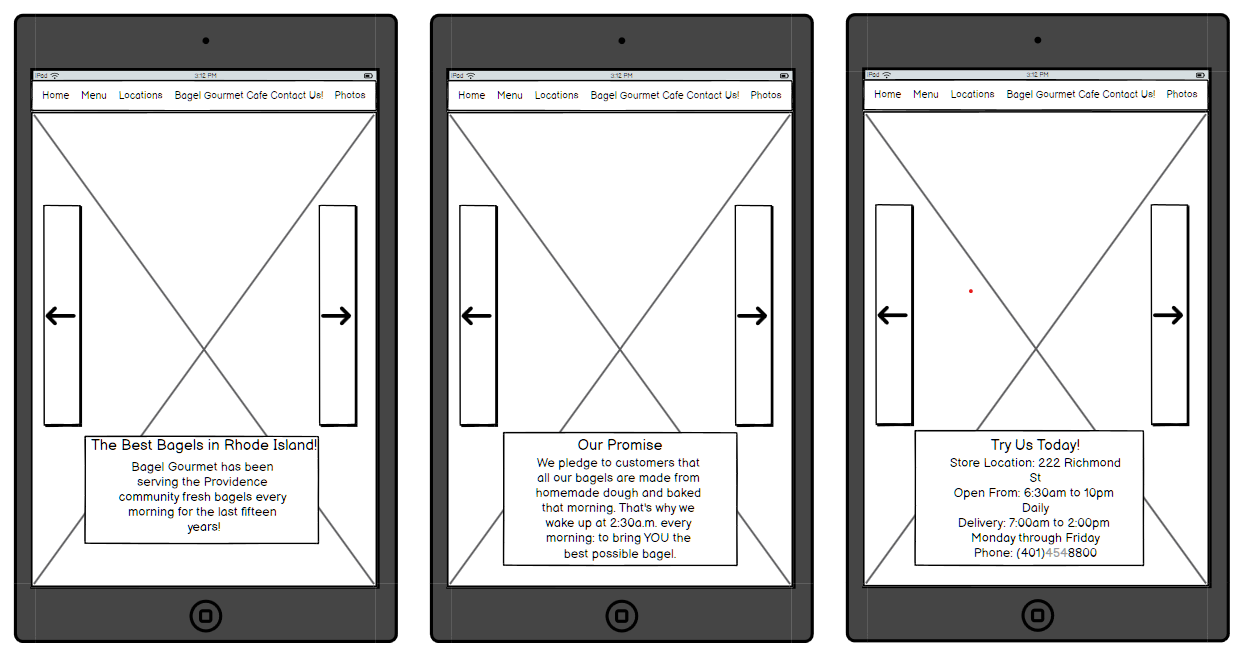 iPad 3:12 PM
Home Menu Locations Bagel Gourmet Cafe Contact Us! Photos
The Best Bagels in Rhode Island!
Bagel Gourmet has been
serving the Providence
community fresh bagels every
morning for the last fifteen
years!
iPad 3:12 PM
Home Menu Locations Bagel Gourmet Cafe Contact Us! Photos
Our Promise
We pledge to customers that
all our bagels are made from
homemade dough and baked
that morning. That's why we
wake up at 2:30a.m. every
morning: to bring YOU the
best possible bagel.
iPad 3:12 PM
Home Menu Locations Bagel Gourmet Cafe Contact Us! Photos
Try Us Today!
Store Location: 222 Richmond
St
Open From: 6:30am to 10pm
Daily
Delivery: 7:00am to 2:00pm
Monday through Friday
Phone: (401)4548800